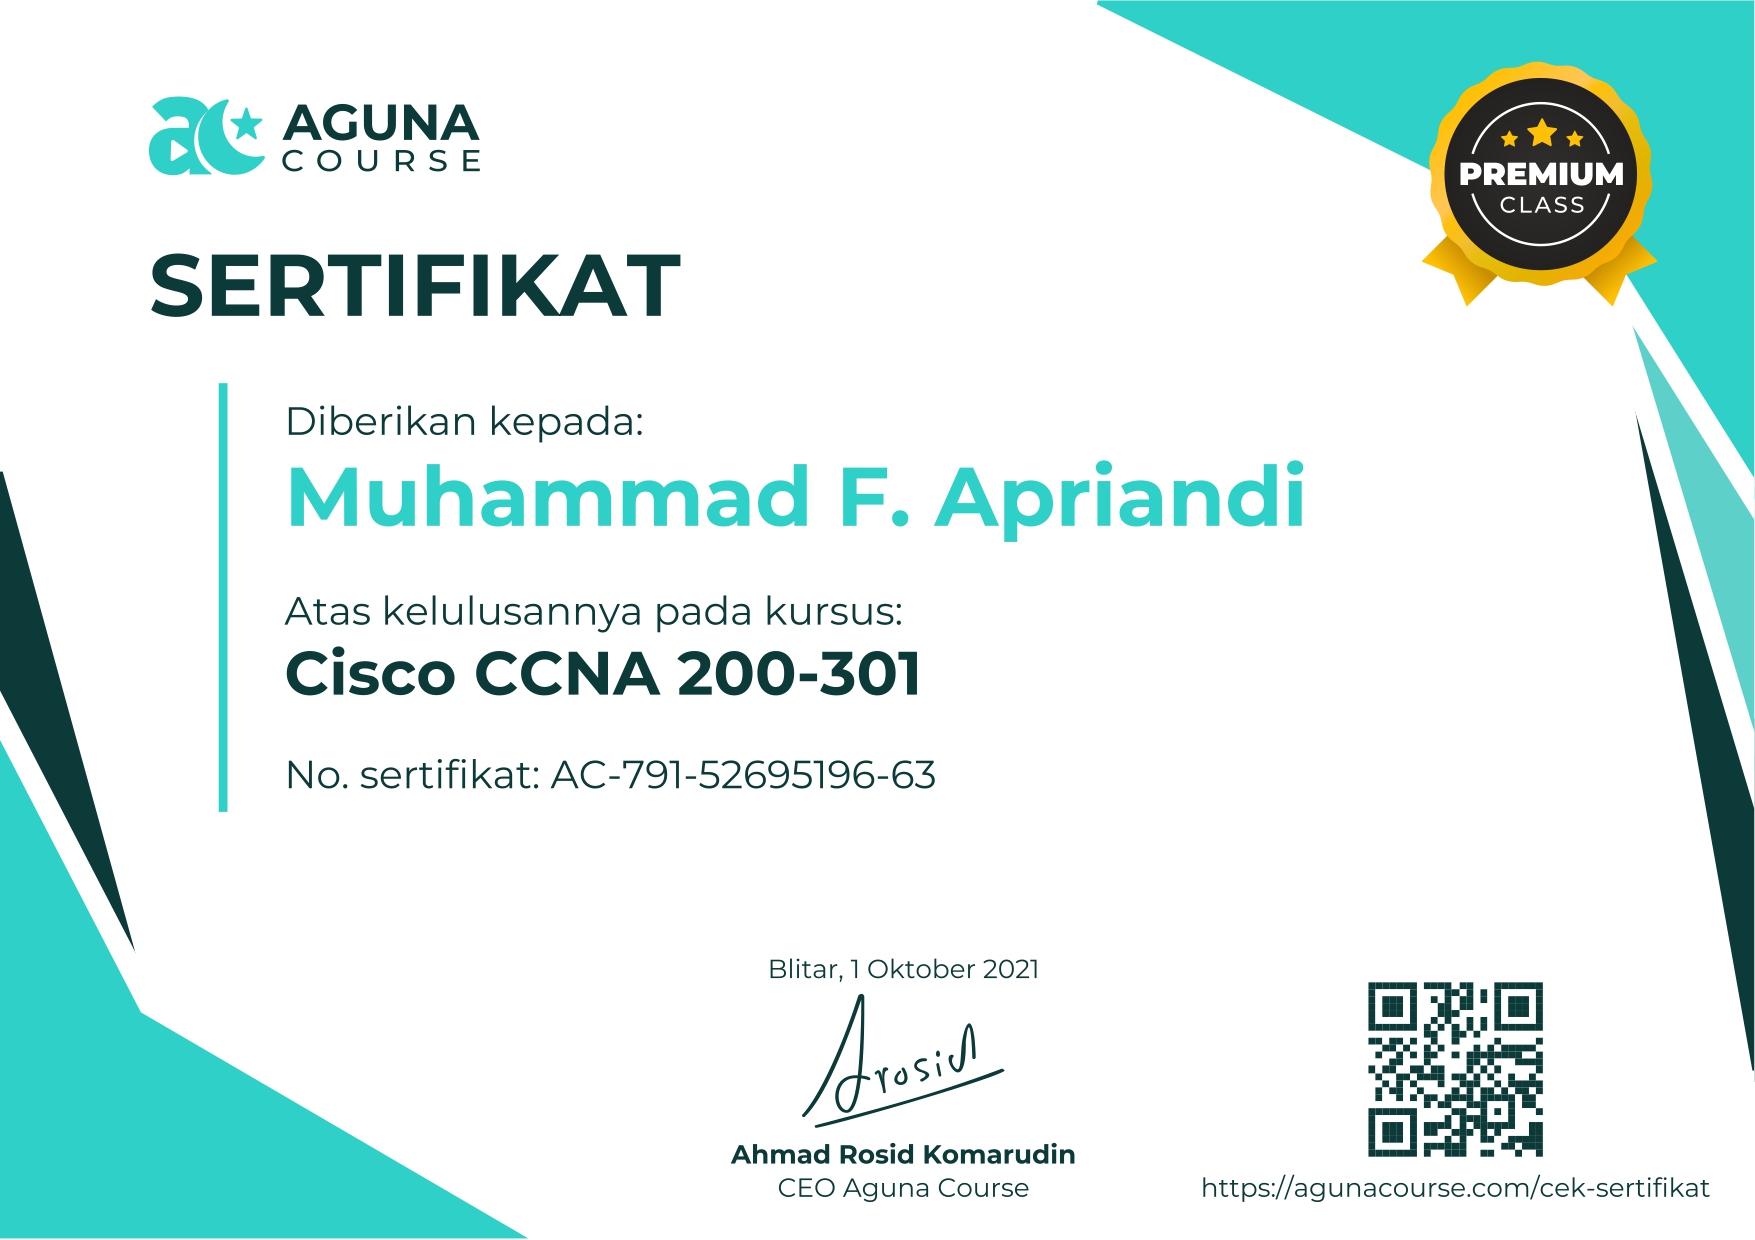 AGUNA
COURSE
PREMIUM
CLASS
SERTIFIKAT
Diberikan kepada:
Muhammad F. Apriandi
Atas kelulusannya pada kursus:
Cisco CCNA 200-301
No. sertifikat: AC-791-52695196-63
Blitar, 1 Oktober 2021
Arosid
Ahmad Rosid Komarudin
CEO Aguna Course
https://agunacourse.com/cek-sertifikat